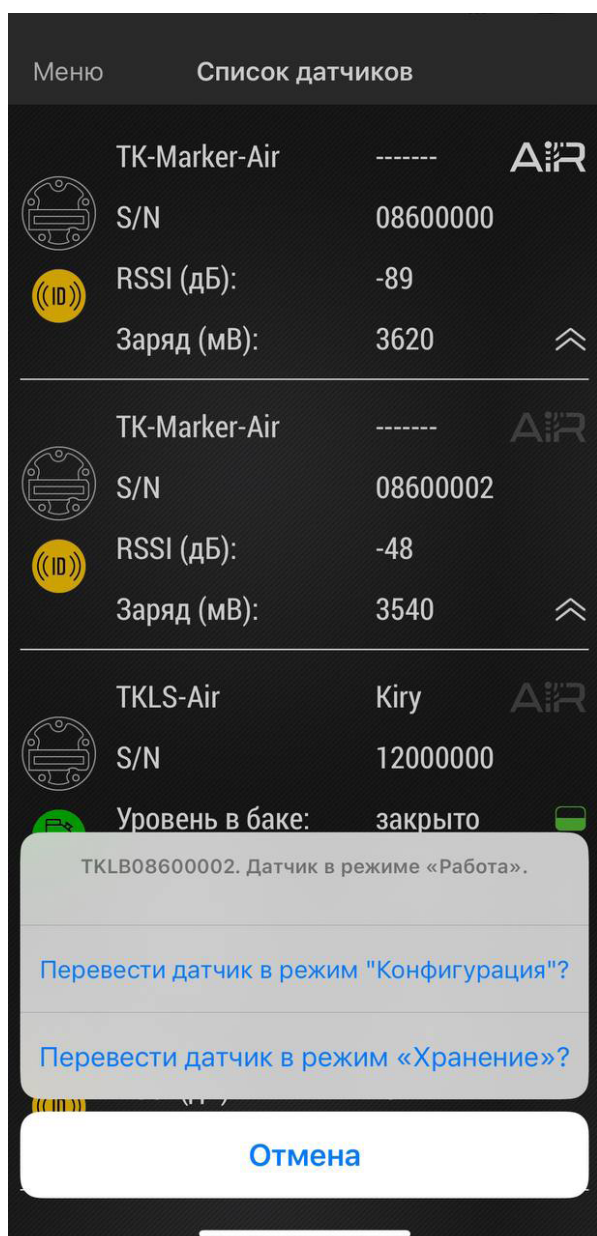 Меню Список датчиков
TK-Marker-Air ------- AiR
S/N 08600000
((ID)) RSSI (дБ): -89
Заряд (мВ): 3620
TK-Marker-Air ------- AiR
S/N 08600002
((ID)) RSSI (дБ): -48
Заряд (мВ): 3540
TKLS-Air Kiry AiR
S/N 12000000
Уровень в баке: закрыто
TKLB08600002. Датчик в режиме «Работа».
Перевести датчик в режим "Конфигурация"?
Перевести датчик в режим «Хранение»?
Отмена